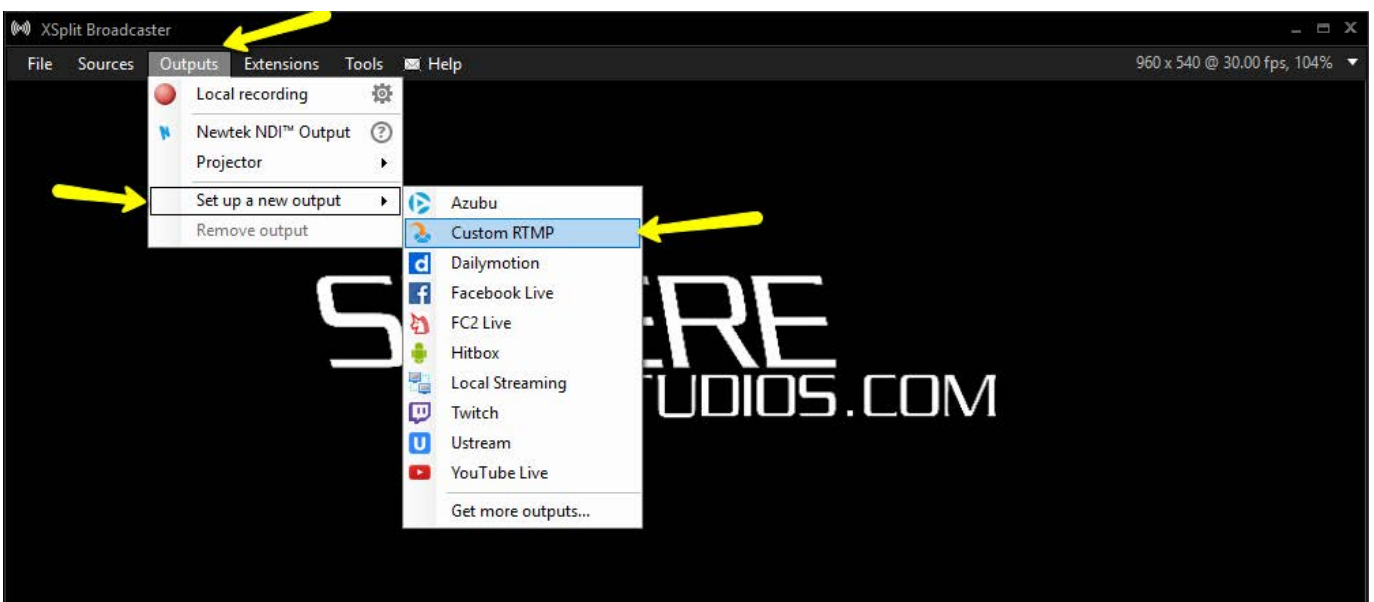 XSplit Broadcaster
File Sources Outputs Extensions Tools Help
960 x 540 @ 30.00 fps, 104%
Local recording
Newtek NDI™ Output
Projector
Set up a new output
Remove output
Azubu
Custom RTMP
Dailymotion
Facebook Live
FC2 Live
Hitbox
Local Streaming
Twitch
Ustream
YouTube Live
Get more outputs...
.COM